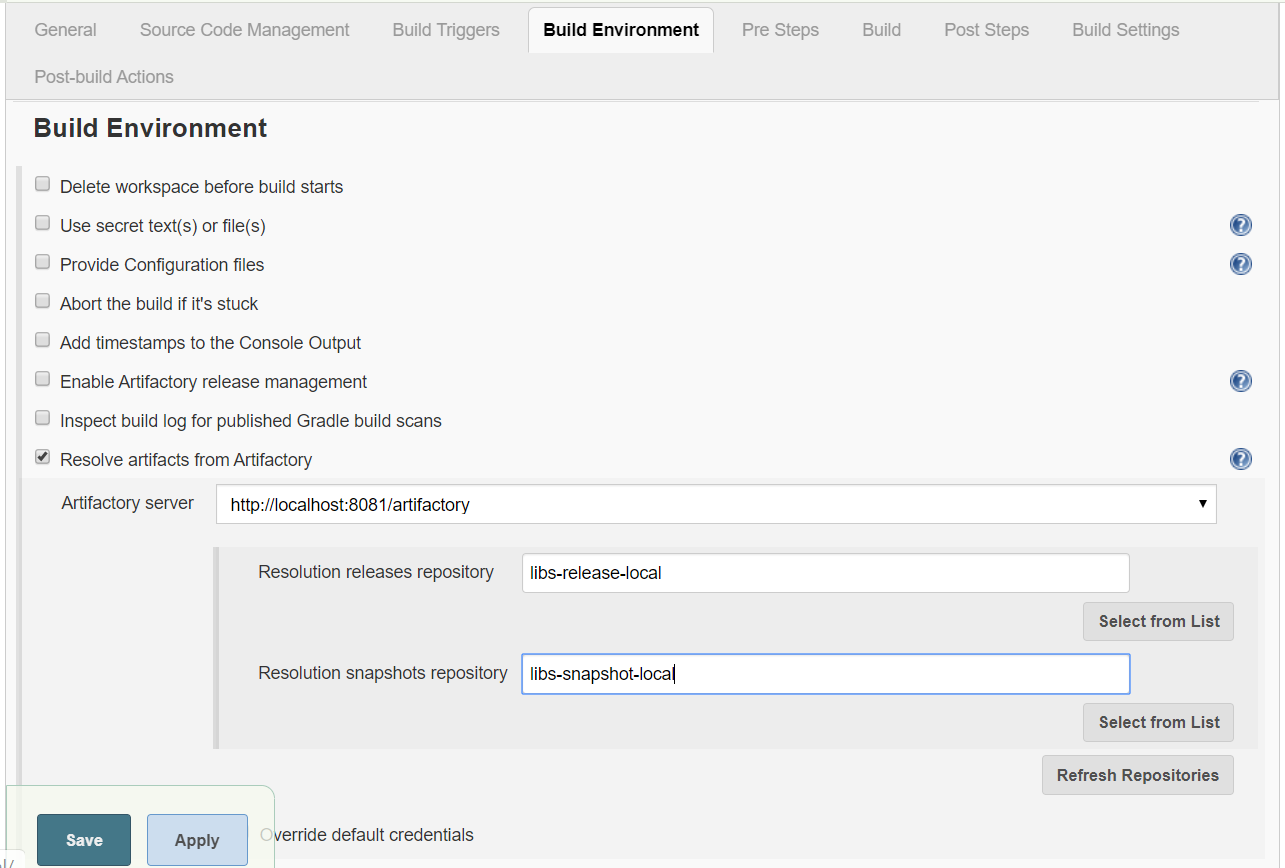 General Source Code Management Build Triggers Build Environment Pre Steps Build Post Steps Build Settings
Post-build Actions
Build Environment
Delete workspace before build starts
Use secret text(s) or file(s)
Provide Configuration files
Abort the build if it's stuck
Add timestamps to the Console Output
Enable Artifactory release management
Inspect build log for published Gradle build scans
Resolve artifacts from Artifactory
Artifactory server http://localhost:8081/artifactory
Resolution releases repository libs-release-local
Select from List
Resolution snapshots repository libs-snapshot-local
Select from List
Refresh Repositories
Override default credentials
Save Apply